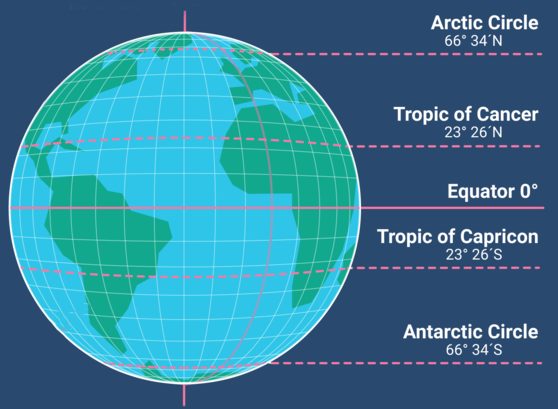 Arctic Circle
66° 34´N
Tropic of Cancer
23° 26´N
Equator 0°
Tropic of Capricon
23° 26´S
Antarctic Circle
66° 34´S